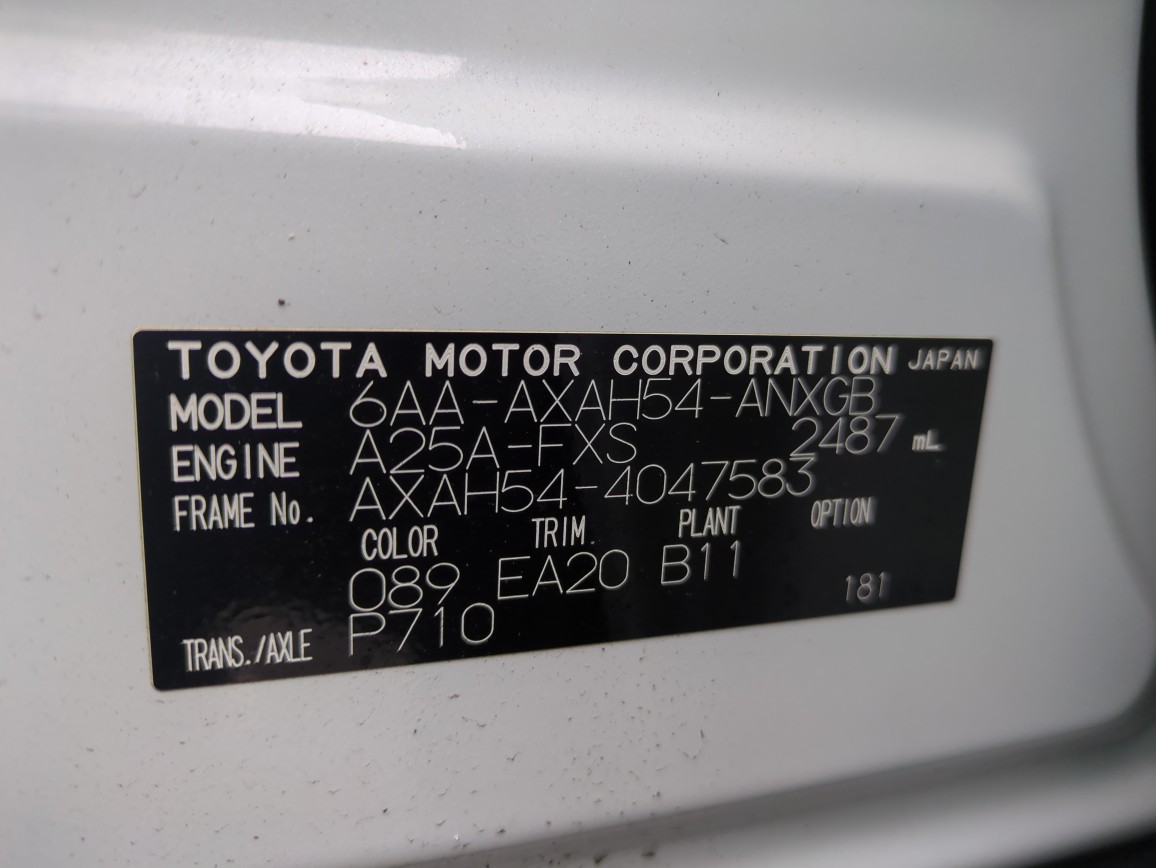 TOYOTA MOTOR CORPORATION JAPAN
MODEL 6AA-AXAH54-ANXGB
ENGINE A25A-FXS 2487 mL
FRAME No. AXAH54-4047583
COLOR TRIM PLANT OPTION
089 EA20 B11
TRANS./AXLE P710 181